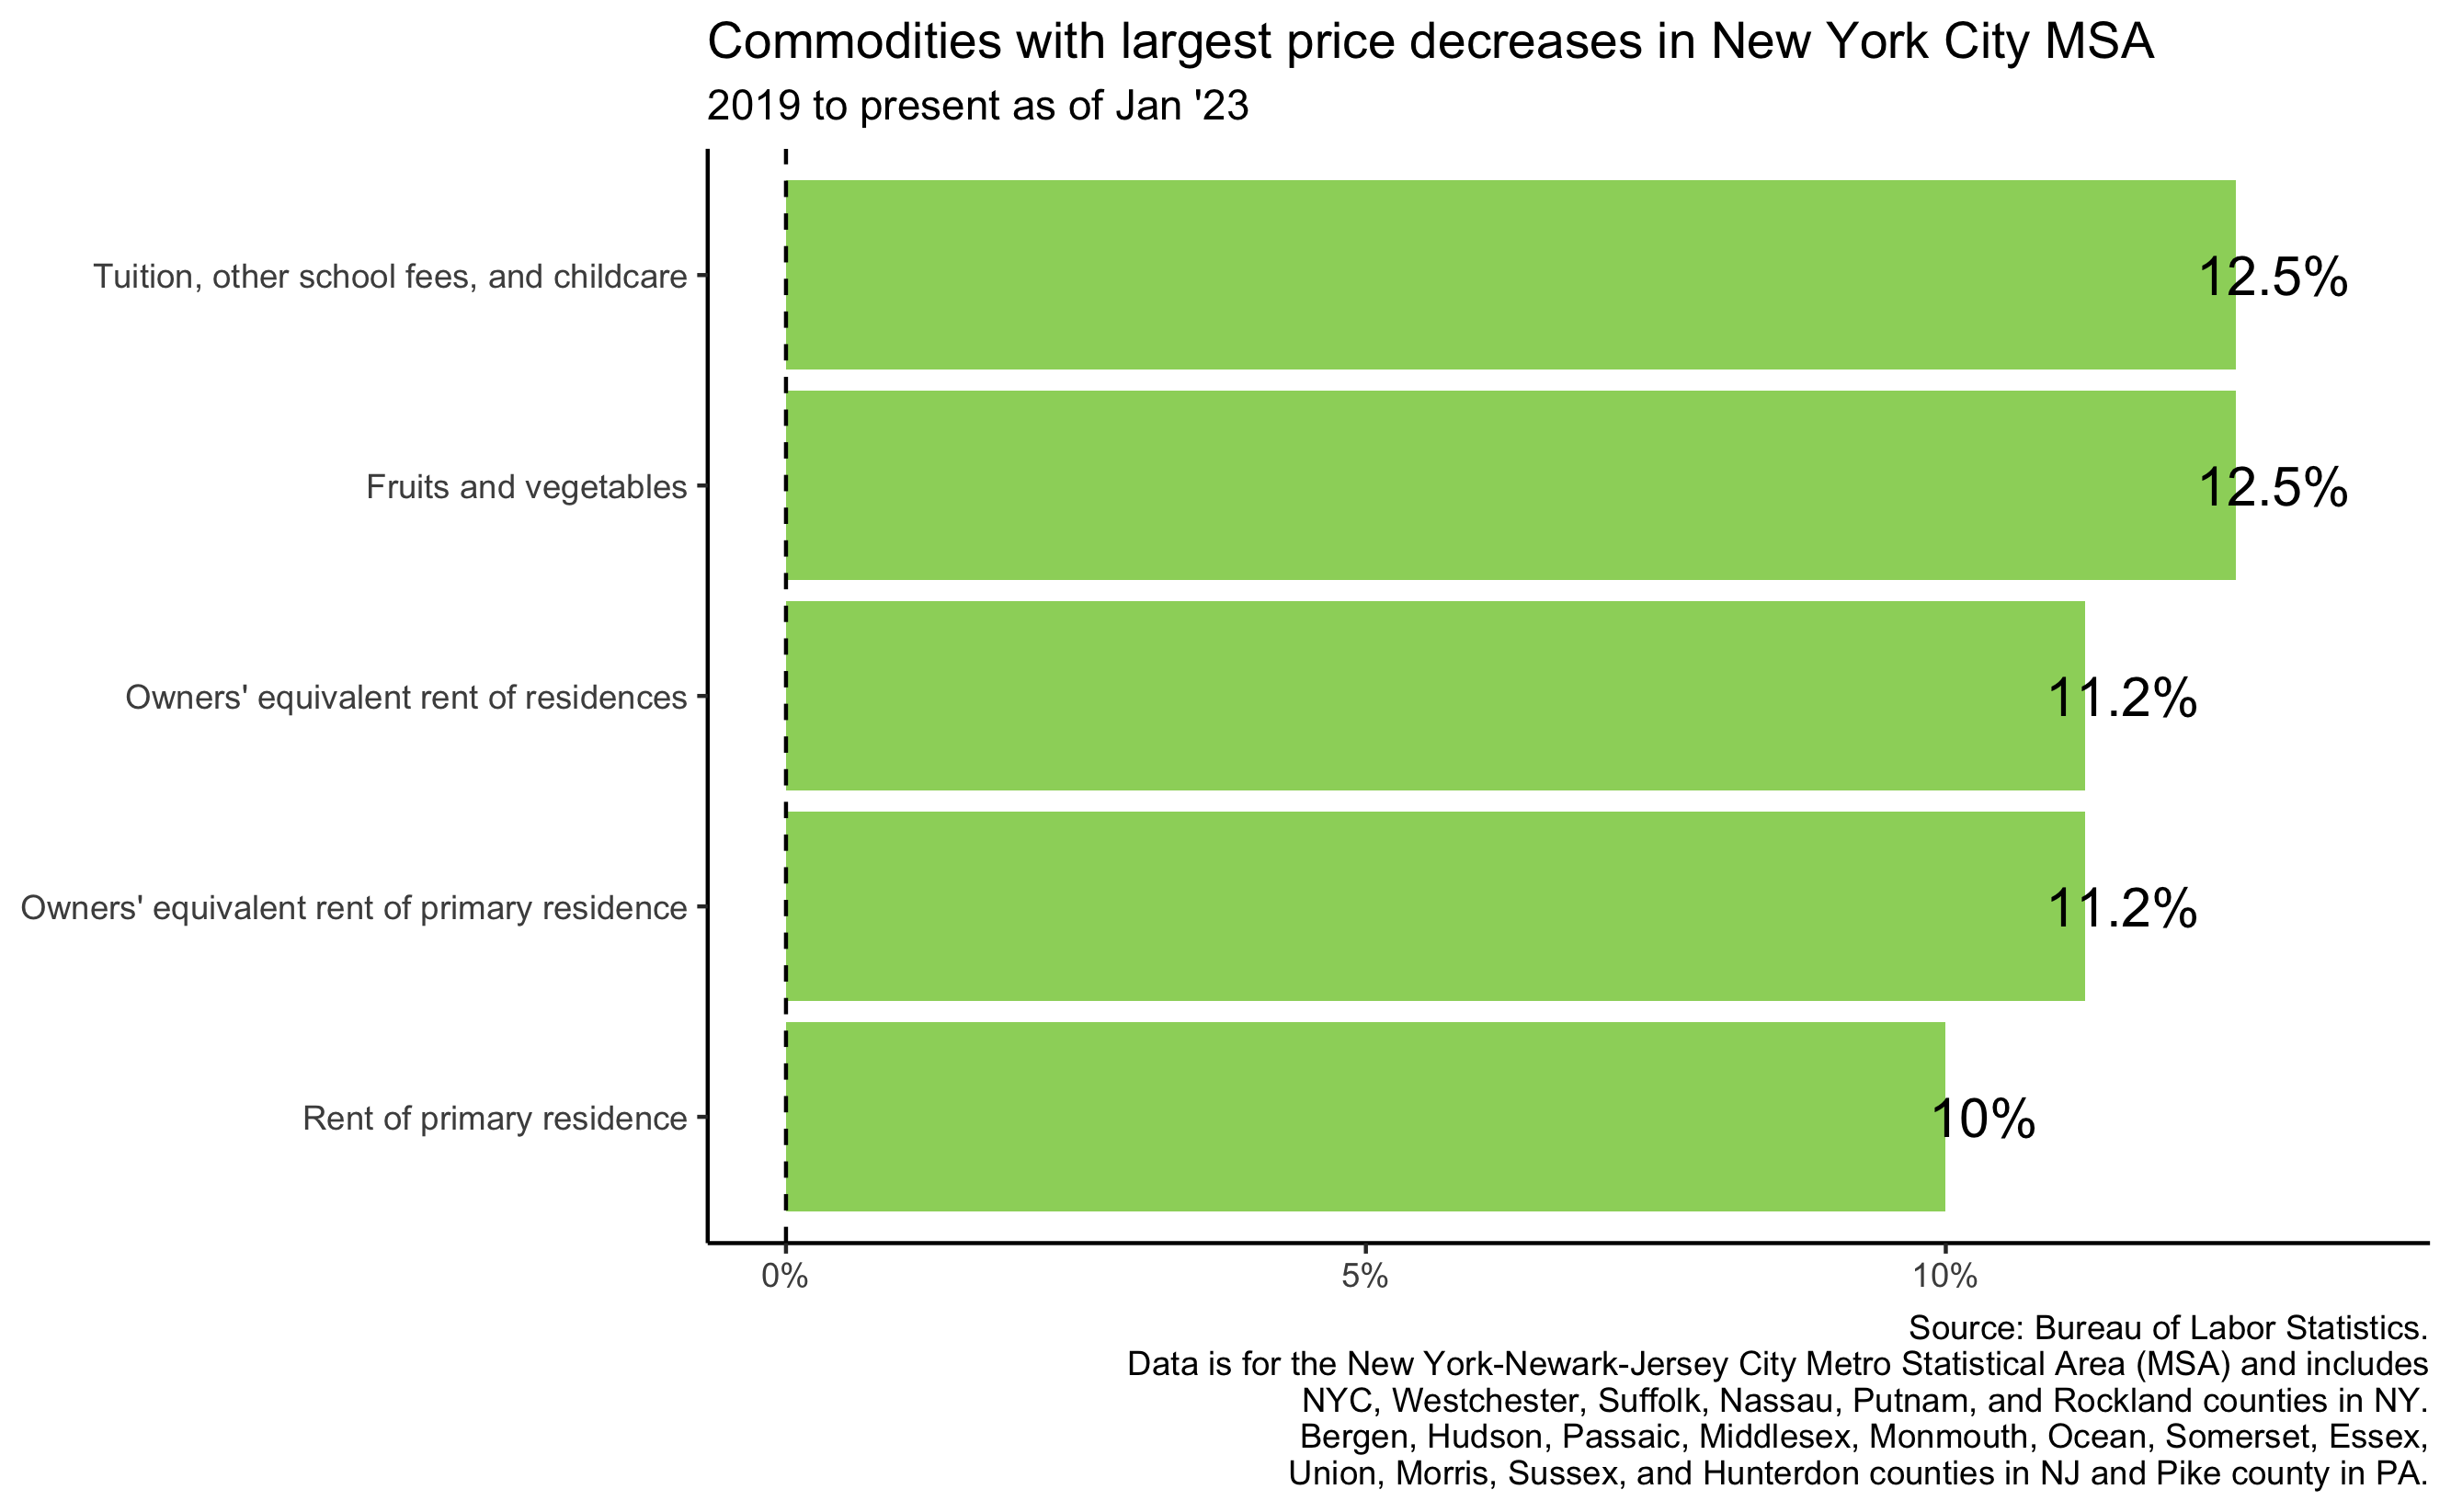 Commodities with largest price decreases in New York City MSA
2019 to present as of Jan '23
Tuition, other school fees, and childcare
12.5%
Fruits and vegetables
12.5%
Owners' equivalent rent of residences
11.2%
Owners' equivalent rent of primary residence
11.2%
Rent of primary residence
10%
0%
5%
10%
Source: Bureau of Labor Statistics.
Data is for the New York-Newark-Jersey City Metro Statistical Area (MSA) and includes
NYC, Westchester, Suffolk, Nassau, Putnam, and Rockland counties in NY.
Bergen, Hudson, Passaic, Middlesex, Monmouth, Ocean, Somerset, Essex,
Union, Morris, Sussex, and Hunterdon counties in NJ and Pike county in PA.